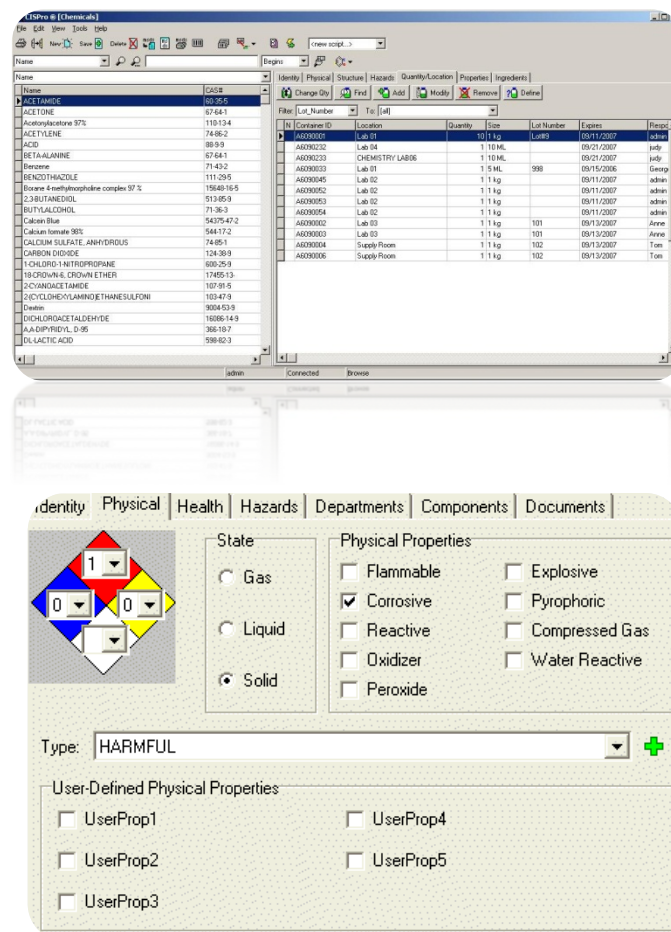 CISPro ® [Chemicals]
File Edit View Tools Help
New Save Delete (new script...)
Name Begins
Name Identity Physical Structure Hazards Quantity/Location Properties Ingredients
Name CAS# Change Qty Find Add Modify Remove Define
Filter: Lot_Number To: [all]
N Container ID Location Quantity Size Lot Number Expires Respo
ACETAMIDE 60-35-5
ACETONE 67-64-1
Acetonylacetone 97% 110-13-4
ACETYLENE 74-86-2
ACID 88-9-9
BETA-ALANINE 67-64-1
Benzene 71-43-2
BENZOTHIAZOLE 111-29-5
Borane 4-methylmorpholine complex 97 % 15648-16-5
2,3-BUTANEDIOL 513-85-9
BUTYLALCOHOL 71-36-3
Calcein Blue 54375-47-2
Calcium formate 98% 544-17-2
CALCIUM SULFATE, ANHYDROUS 74-85-1
CARBON DIOXIDE 124-38-9
1-CHLORO-1-NITROPROPANE 600-25-9
18-CROWN-6, CROWN ETHER 17455-13-
2-CYANOACETAMIDE 107-91-5
2-(CYCLOHEXYLAMINO)ETHANESULFONI 103-47-9
Dextrin 9004-53-9
DICHLOROACETALDEHYDE 16086-14-9
A,A-DIPYRIDYL, D-95 366-18-7
DL-LACTIC ACID 598-82-3
A6090001 Lab 01 10 1 kg Lot#9 09/11/2007 admin
A6090232 Lab 04 1 10 ML 09/21/2007 judy
A6090233 CHEMISTRY LAB06 1 10 ML 09/21/2007 judy
A6090033 Lab 01 1 5 ML 998 09/15/2006 Georg
A6090045 Lab 02 1 1 kg 09/11/2007 admin
A6090052 Lab 02 1 1 kg 09/11/2007 admin
A6090053 Lab 02 1 1 kg 09/11/2007 admin
A6090054 Lab 02 1 1 kg 09/11/2007 admin
A6090002 Lab 03 1 1 kg 101 09/13/2007 Anne
A6090003 Lab 03 1 1 kg 101 09/13/2007 Anne
A6090004 Supply Room 1 1 kg 102 09/13/2007 Tom
A6090006 Supply Room 1 1 kg 102 09/13/2007 Tom
admin Connected Browse
Identity Physical Health Hazards Departments Components Documents
State Physical Properties
1
0 0
Gas Flammable Explosive
Corrosive Pyrophoric
Liquid Reactive Compressed Gas
Oxidizer Water Reactive
Solid Peroxide
Type: HARMFUL
User-Defined Physical Properties
UserProp1 UserProp4
UserProp2 UserProp5
UserProp3